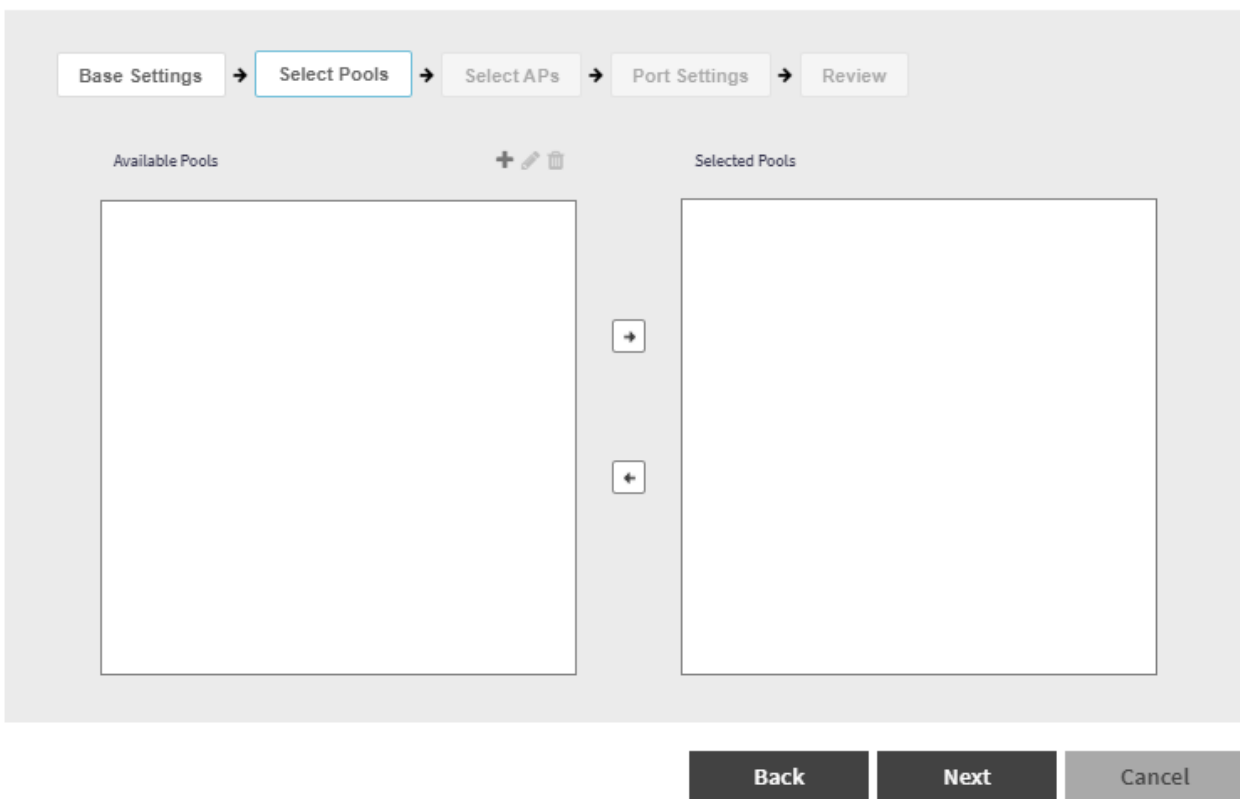 Base Settings → Select Pools → Select APs → Port Settings → Review
Available Pools
Selected Pools
Back Next Cancel